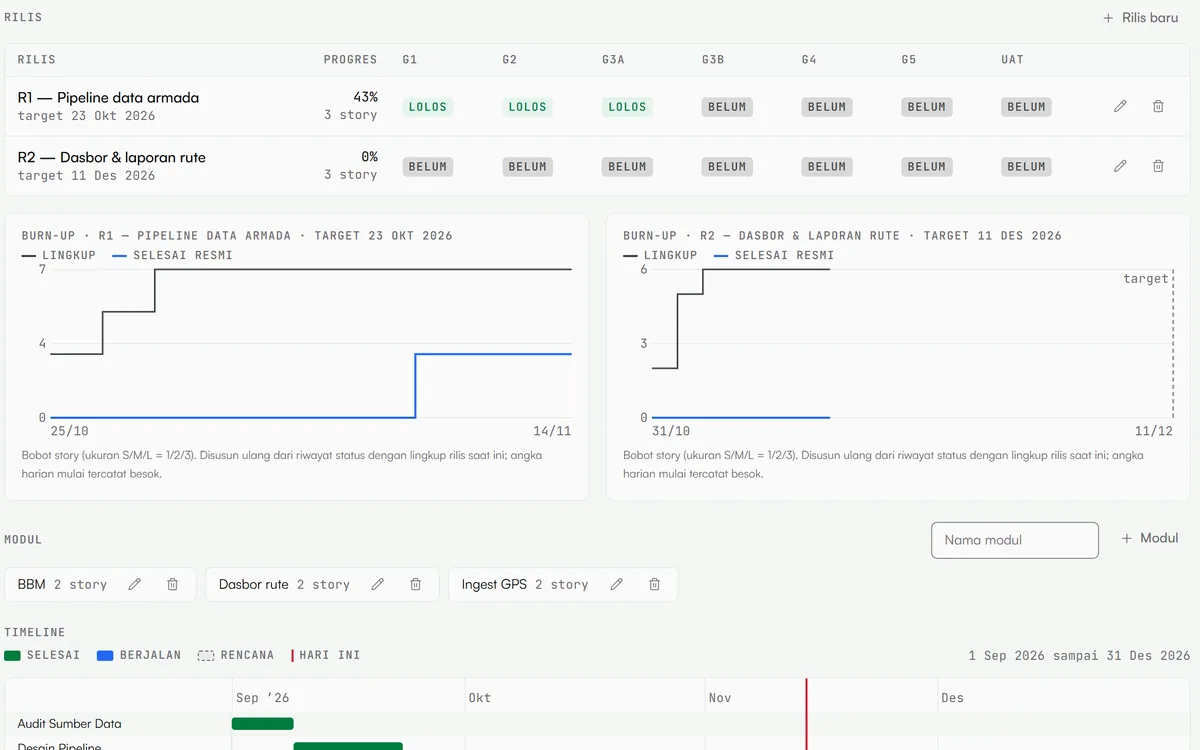 RILIS
+ Rilis baru
RILIS PROGRES G1 G2 G3A G3B G4 G5 UAT
R1 — Pipeline data armada 43% LOLOS LOLOS LOLOS BELUM BELUM BELUM BELUM
target 23 Okt 2026 3 story
R2 — Dasbor & laporan rute 0% BELUM BELUM BELUM BELUM BELUM BELUM BELUM
target 11 Des 2026 3 story
BURN-UP · R1 — PIPELINE DATA ARMADA · TARGET 23 OKT 2026
LINGKUP SELESAI RESMI
7
4
0
25/10 14/11
Bobot story (ukuran S/M/L = 1/2/3). Disusun ulang dari riwayat status dengan lingkup rilis saat ini; angka
harian mulai tercatat besok.
BURN-UP · R2 — DASBOR & LAPORAN RUTE · TARGET 11 DES 2026
LINGKUP SELESAI RESMI
6
target
3
0
31/10 11/12
Bobot story (ukuran S/M/L = 1/2/3). Disusun ulang dari riwayat status dengan lingkup rilis saat ini; angka
harian mulai tercatat besok.
MODUL
Nama modul
+ Modul
BBM 2 story
Dasbor rute 2 story
Ingest GPS 2 story
TIMELINE
SELESAI BERJALAN RENCANA HARI INI
1 Sep 2026 sampai 31 Des 2026
Sep ’26 Okt Nov Des
Audit Sumber Data
Desain Pipeline